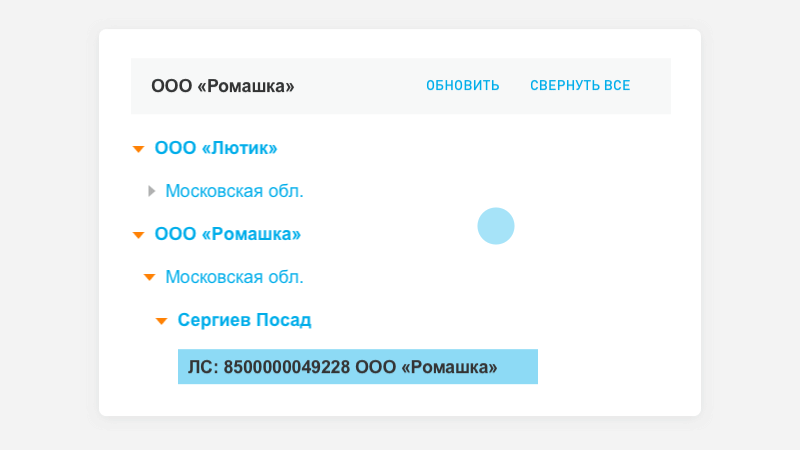 ООО «Ромашка» ОБНОВИТЬ СВЕРНУТЬ ВСЕ
ООО «Лютик»
Московская обл.
ООО «Ромашка»
Московская обл.
Сергиев Посад
ЛС: 8500000049228 ООО «Ромашка»